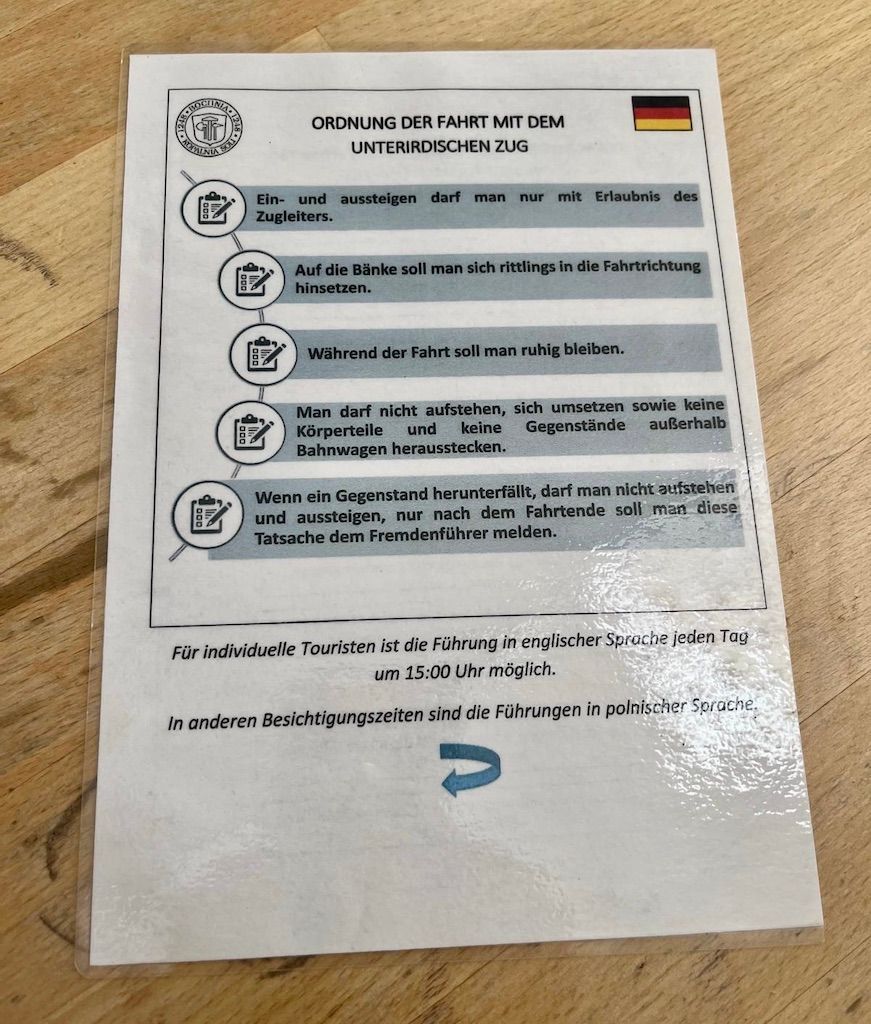 BOCHNIA
1248 1248
KOPALNIA SOLI
ORDNUNG DER FAHRT MIT DEM
UNTERIRDISCHEN ZUG
Ein- und aussteigen darf man nur mit Erlaubnis des
Zugleiters.
Auf die Bänke soll man sich rittlings in die Fahrtrichtung
hinsetzen.
Während der Fahrt soll man ruhig bleiben.
Man darf nicht aufstehen, sich umsetzen sowie keine
Körperteile und keine Gegenstände außerhalb
Bahnwagen herausstecken.
Wenn ein Gegenstand herunterfällt, darf man nicht aufstehen
und aussteigen, nur nach dem Fahrtende soll man diese
Tatsache dem Fremdenführer melden.
Für individuelle Touristen ist die Führung in englischer Sprache jeden Tag
um 15:00 Uhr möglich.
In anderen Besichtigungszeiten sind die Führungen in polnischer Sprache.